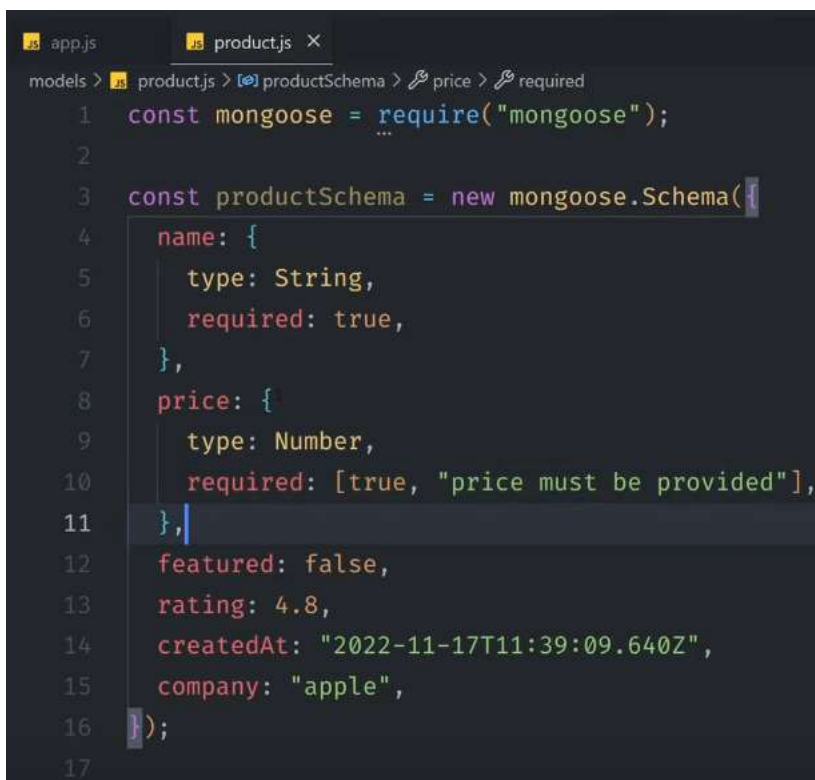 JS app.js JS product.js ×
models > JS product.js > productSchema > price > required
1 const mongoose = require("mongoose");
2
3 const productSchema = new mongoose.Schema({
4 name: {
5 type: String,
6 required: true,
7 },
8 price: {
9 type: Number,
10 required: [true, "price must be provided"],
11 },
12 featured: false,
13 rating: 4.8,
14 createdAt: "2022-11-17T11:39:09.640Z",
15 company: "apple",
16 });
17